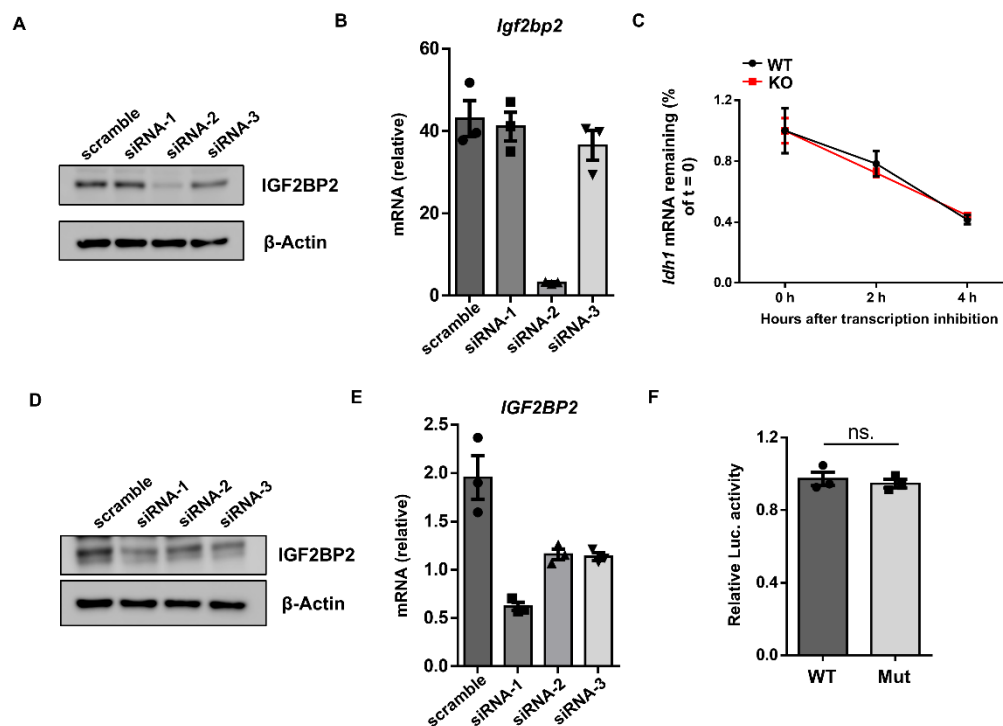 A
scramble
siRNA-1
siRNA-2
siRNA-3
IGF2BP2
β-Actin
B
Igf2bp2
mRNA (relative)
60
40
20
0
scramble
siRNA-1
siRNA-2
siRNA-3
C
WT
KO
Idh1 mRNA remaining (%
of t = 0)
1.2
0.8
0.4
0.0
0 h
2 h
4 h
Hours after transcription inhibition
D
scramble
siRNA-1
siRNA-2
siRNA-3
IGF2BP2
β-Actin
E
IGF2BP2
mRNA (relative)
2.5
2.0
1.5
1.0
0.5
0.0
scramble
siRNA-1
siRNA-2
siRNA-3
F
ns.
Relative Luc. activity
1.2
0.8
0.4
0.0
WT
Mut